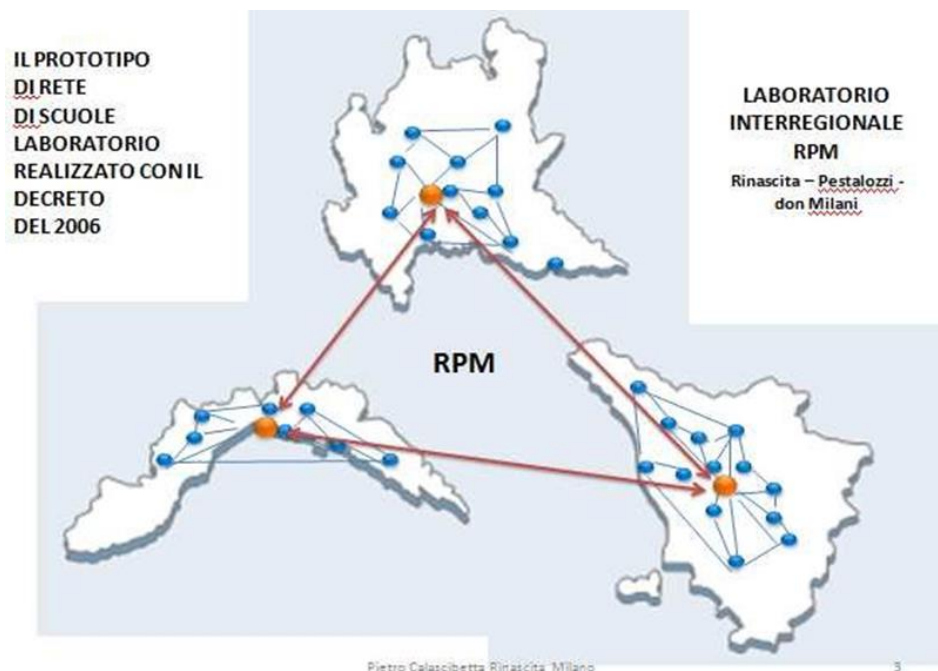 IL PROTOTIPO
DI RETE
DI SCUOLE
LABORATORIO
REALIZZATO CON IL
DECRETO
DEL 2006
LABORATORIO
INTERREGIONALE
RPM
Rinascita – Pestalozzi -
don Milani
RPM
Pietro Calascibetta Rinascita Milano
5